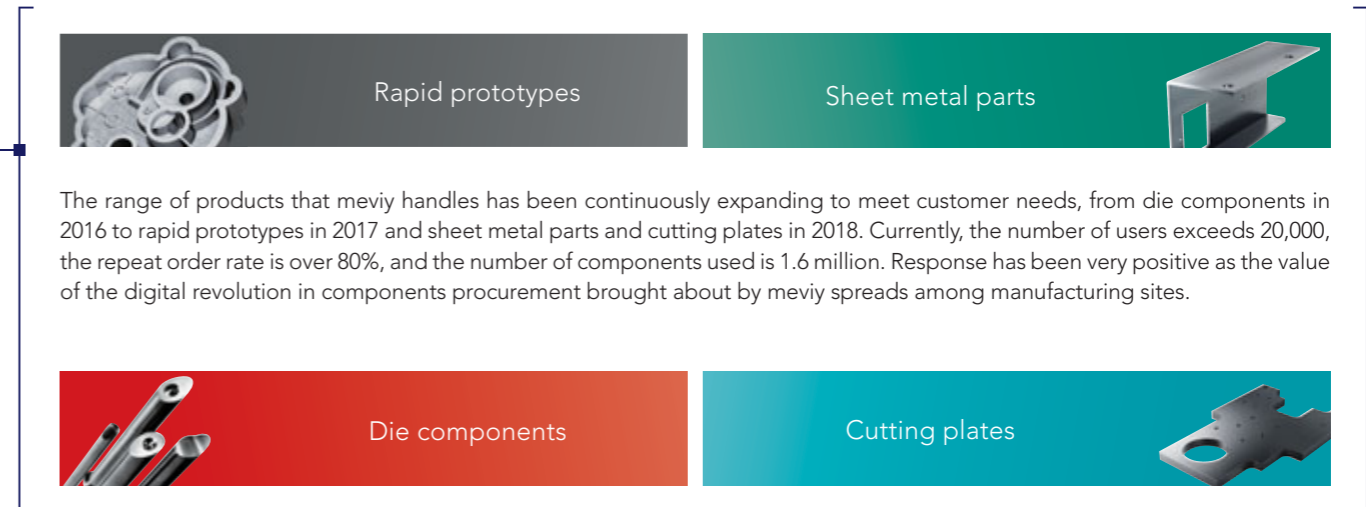 Rapid prototypes
Sheet metal parts
The range of products that meviy handles has been continuously expanding to meet customer needs, from die components in
2016 to rapid prototypes in 2017 and sheet metal parts and cutting plates in 2018. Currently, the number of users exceeds 20,000,
the repeat order rate is over 80%, and the number of components used is 1.6 million. Response has been very positive as the value
of the digital revolution in components procurement brought about by meviy spreads among manufacturing sites.
Die components
Cutting plates